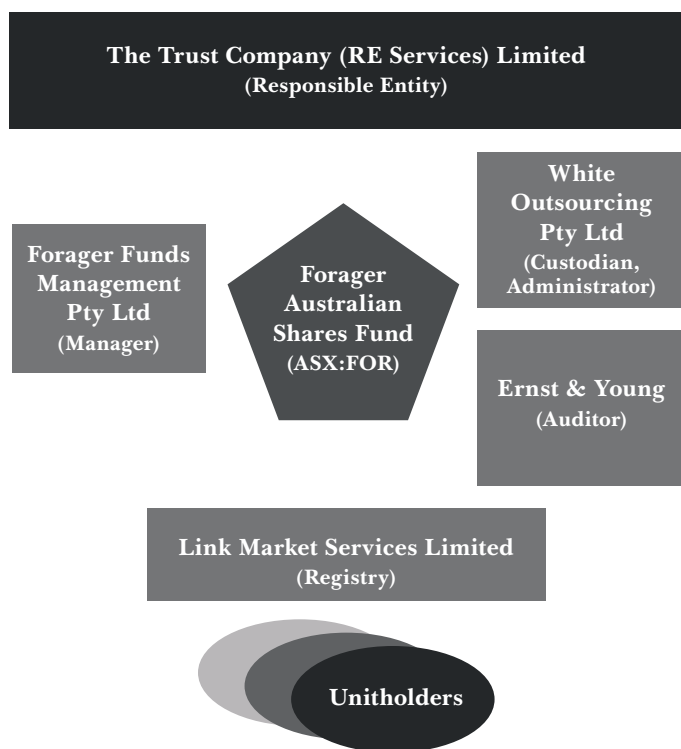 The Trust Company (RE Services) Limited
(Responsible Entity)
White
Outsourcing
Pty Ltd
(Custodian,
Administrator)
Forager Funds
Management
Pty Ltd
(Manager)
Forager
Australian
Shares Fund
(ASX:FOR)
Ernst & Young
(Auditor)
Link Market Services Limited
(Registry)
Unitholders